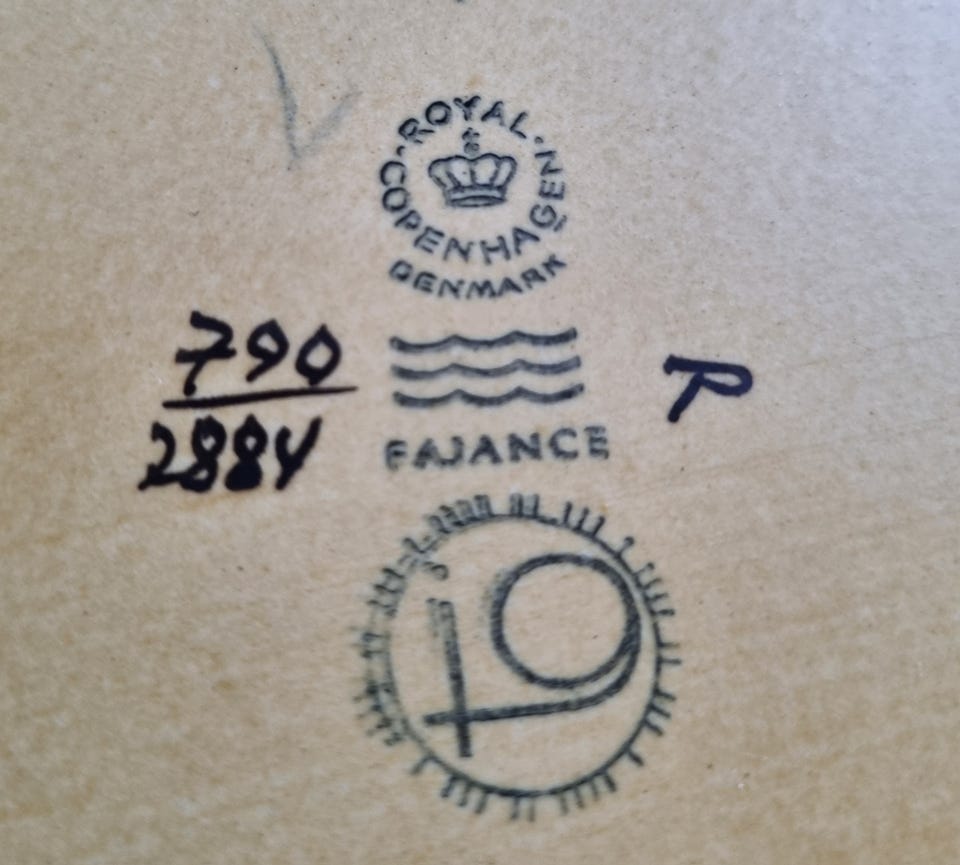 ROYAL
COPENHAGEN
DENMARK
790
2884
FAJANCE
R